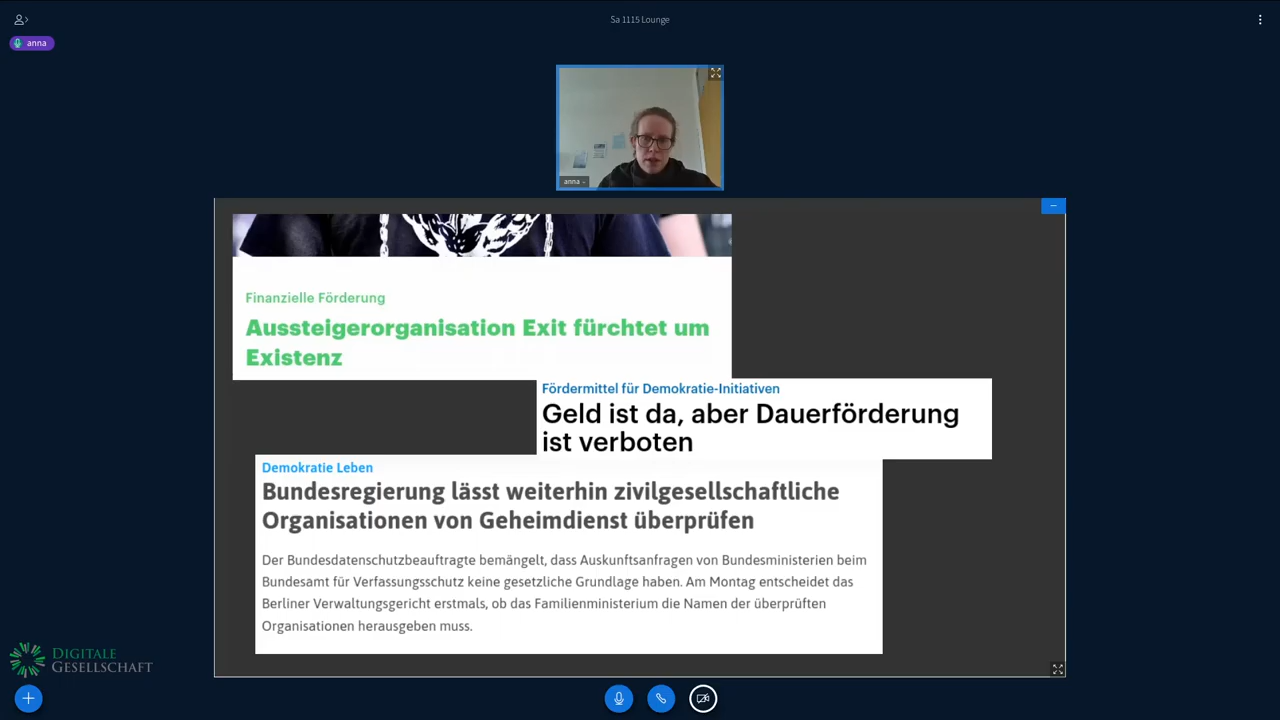 Sa 1115 Lounge
anna
anna
Finanzielle Förderung
Aussteigerorganisation Exit fürchtet um
Existenz
Fördermittel für Demokratie-Initiativen
Geld ist da, aber Dauerförderung
ist verboten
Demokratie Leben
Bundesregierung lässt weiterhin zivilgesellschaftliche
Organisationen von Geheimdienst überprüfen
Der Bundesdatenschutzbeauftragte bemängelt, dass Auskunftsanfragen von Bundesministerien beim
Bundesamt für Verfassungsschutz keine gesetzliche Grundlage haben. Am Montag entscheidet das
Berliner Verwaltungsgericht erstmals, ob das Familienministerium die Namen der überprüften
Organisationen herausgeben muss.
DIGITALE
GESELLSCHAFT